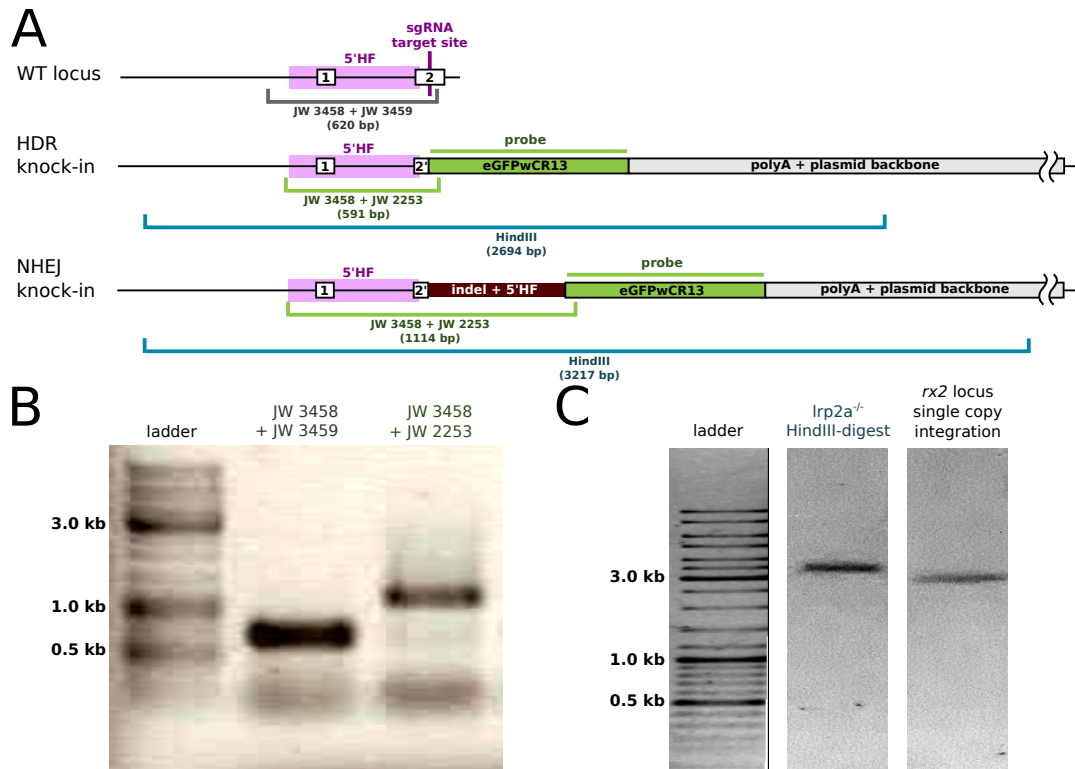 A
sgRNA
target site
WT locus
5'HF
1
2
JW 3458 + JW 3459
(620 bp)
HDR
knock-in
probe
5'HF
1
2'
eGFPwCR13
polyA + plasmid backbone
JW 3458 + JW 2253
(591 bp)
HindIII
(2694 bp)
NHEJ
knock-in
probe
5'HF
1
2'
indel + 5'HF
eGFPwCR13
polyA + plasmid backbone
JW 3458 + JW 2253
(1114 bp)
HindIII
(3217 bp)
B
ladder
JW 3458
+ JW 3459
JW 3458
+ JW 2253
3.0 kb
1.0 kb
0.5 kb
C
ladder
lrp2a-/-
HindIII-digest
rx2 locus
single copy
integration
3.0 kb
1.0 kb
0.5 kb